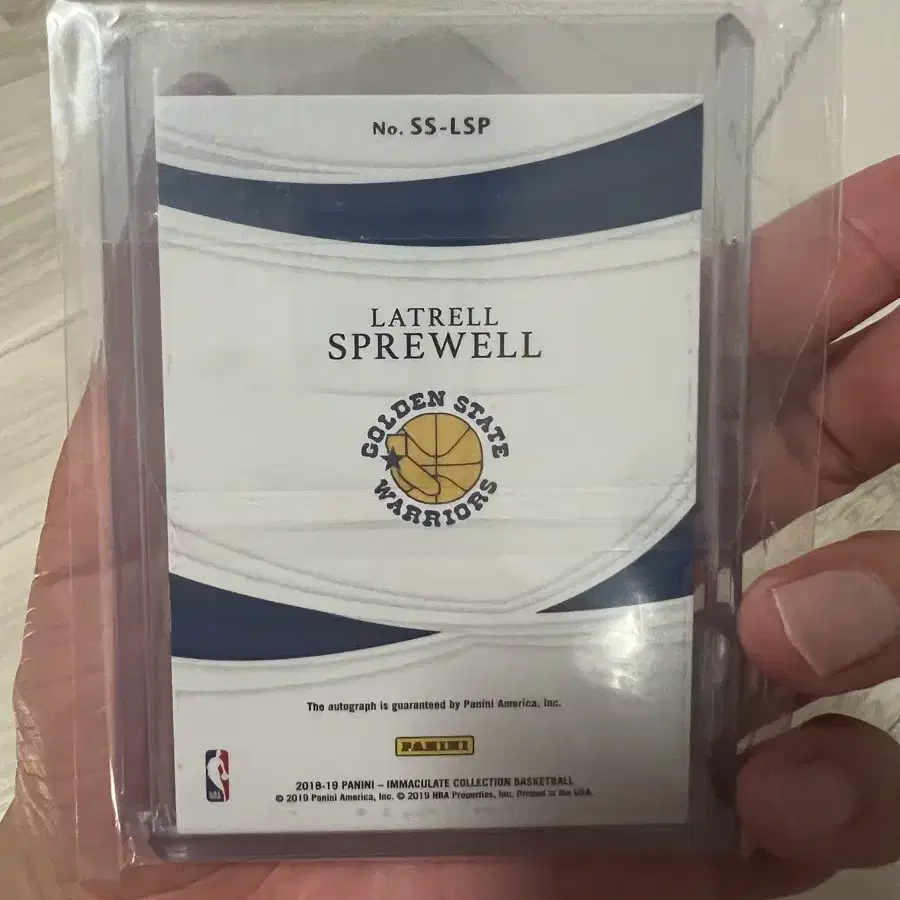 No. SS-LSP
LATRELL
SPREWELL
GOLDEN STATE
WARRIORS
The autograph is guaranteed by Panini America, Inc.
PANINI
NBA
2018-19 PANINI – IMMACULATE COLLECTION BASKETBALL
© 2019 Panini America, Inc. © 2019 NBA Properties, Inc. Printed in the USA.